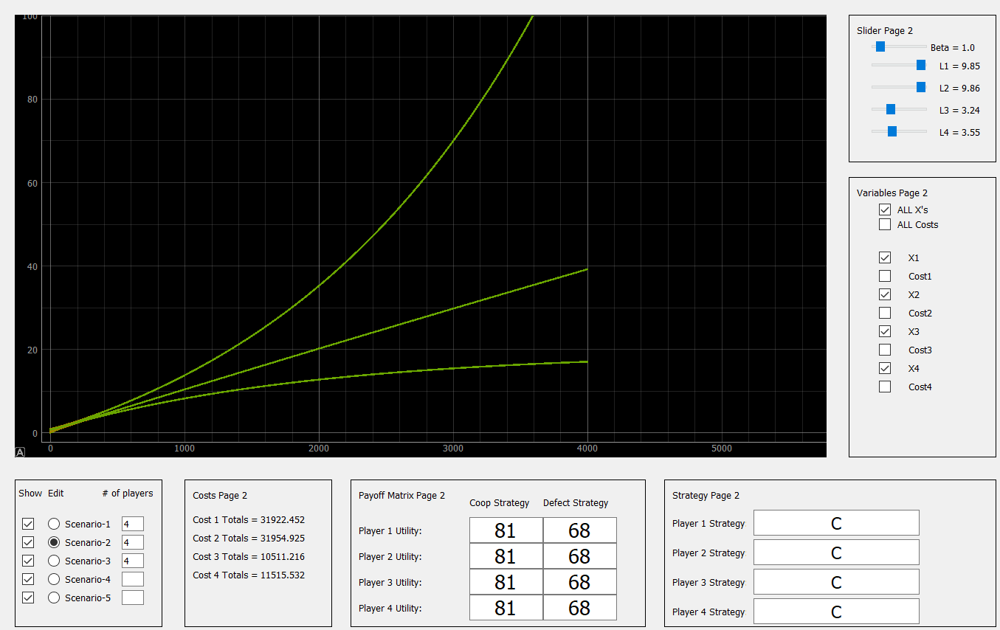 100
80
60
40
20
0
0 1000 2000 3000 4000 5000
A
Slider Page 2
Beta = 1.0
L1 = 9.85
L2 = 9.86
L3 = 3.24
L4 = 3.55
Variables Page 2
ALL X's
ALL Costs
X1
Cost1
X2
Cost2
X3
Cost3
X4
Cost4
Show Edit # of players
Scenario-1 4
Scenario-2 4
Scenario-3 4
Scenario-4
Scenario-5
Costs Page 2
Cost 1 Totals = 31922.452
Cost 2 Totals = 31954.925
Cost 3 Totals = 10511.216
Cost 4 Totals = 11515.532
Payoff Matrix Page 2
Coop Strategy Defect Strategy
Player 1 Utility: 81 68
Player 2 Utility: 81 68
Player 3 Utility: 81 68
Player 4 Utility: 81 68
Strategy Page 2
Player 1 Strategy C
Player 2 Strategy C
Player 3 Strategy C
Player 4 Strategy C